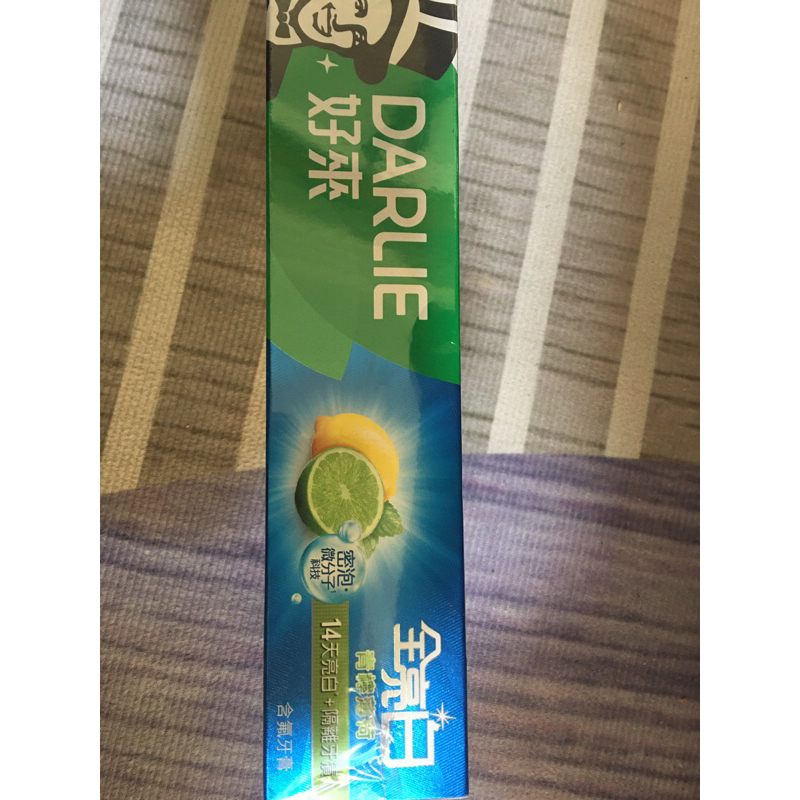 DARLIE
好來
密泡
微分子
科技
全亮白
青檸薄荷
14天亮白+隔離牙漬
含氟牙膏